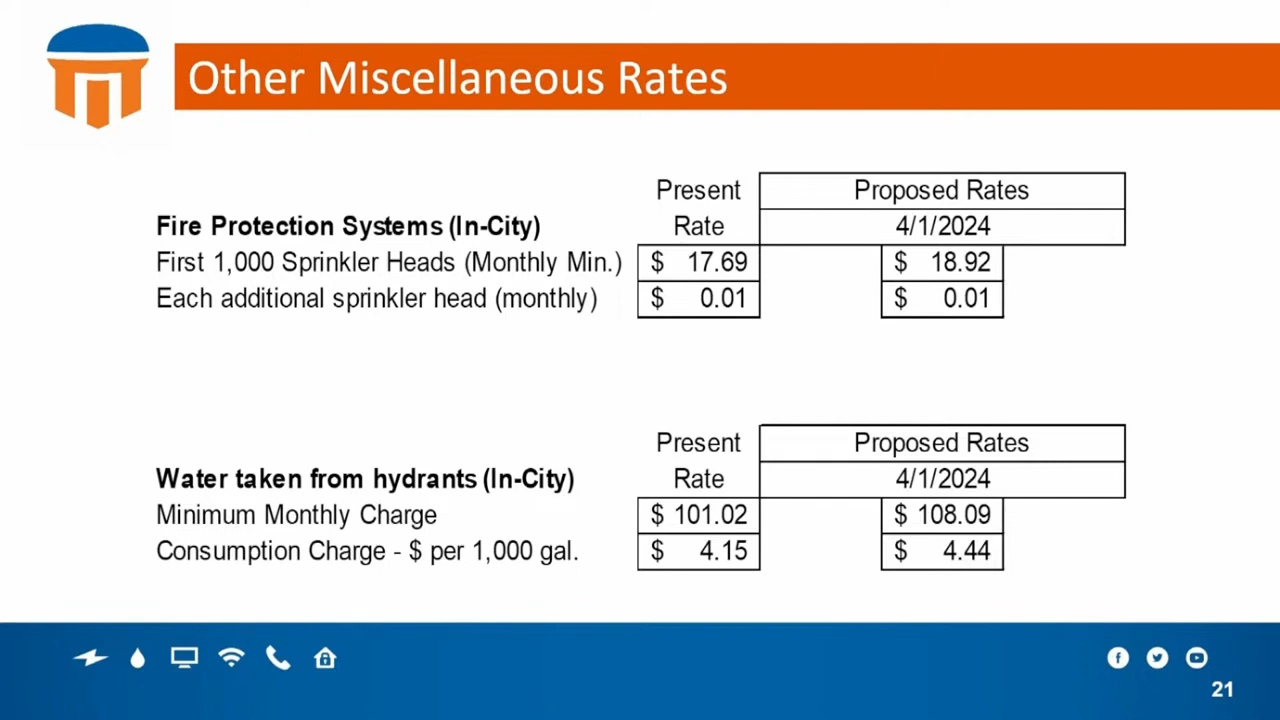 Other Miscellaneous Rates
Present Proposed Rates
Fire Protection Systems (In-City) Rate 4/1/2024
First 1,000 Sprinkler Heads (Monthly Min.) $ 17.69 $ 18.92
Each additional sprinkler head (monthly) $ 0.01 $ 0.01
Present Proposed Rates
Water taken from hydrants (In-City) Rate 4/1/2024
Minimum Monthly Charge $ 101.02 $ 108.09
Consumption Charge - $ per 1,000 gal. $ 4.15 $ 4.44
21